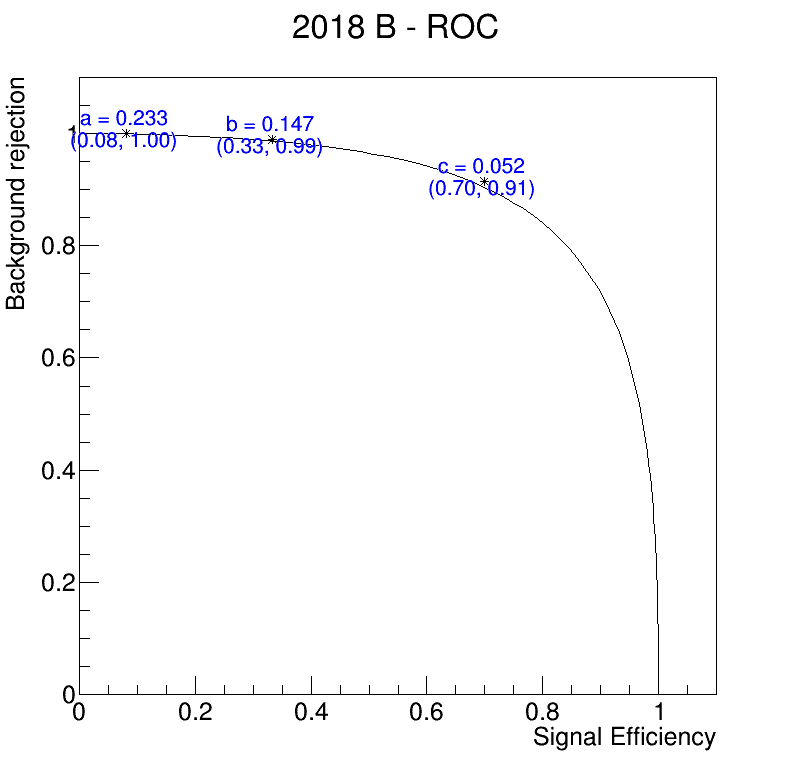 2018 B - ROC
Background rejection
1
a = 0.233
(0.08, 1.00)
b = 0.147
(0.33, 0.99)
c = 0.052
(0.70, 0.91)
0.8
0.6
0.4
0.2
0
0 0.2 0.4 0.6 0.8 1
Signal Efficiency